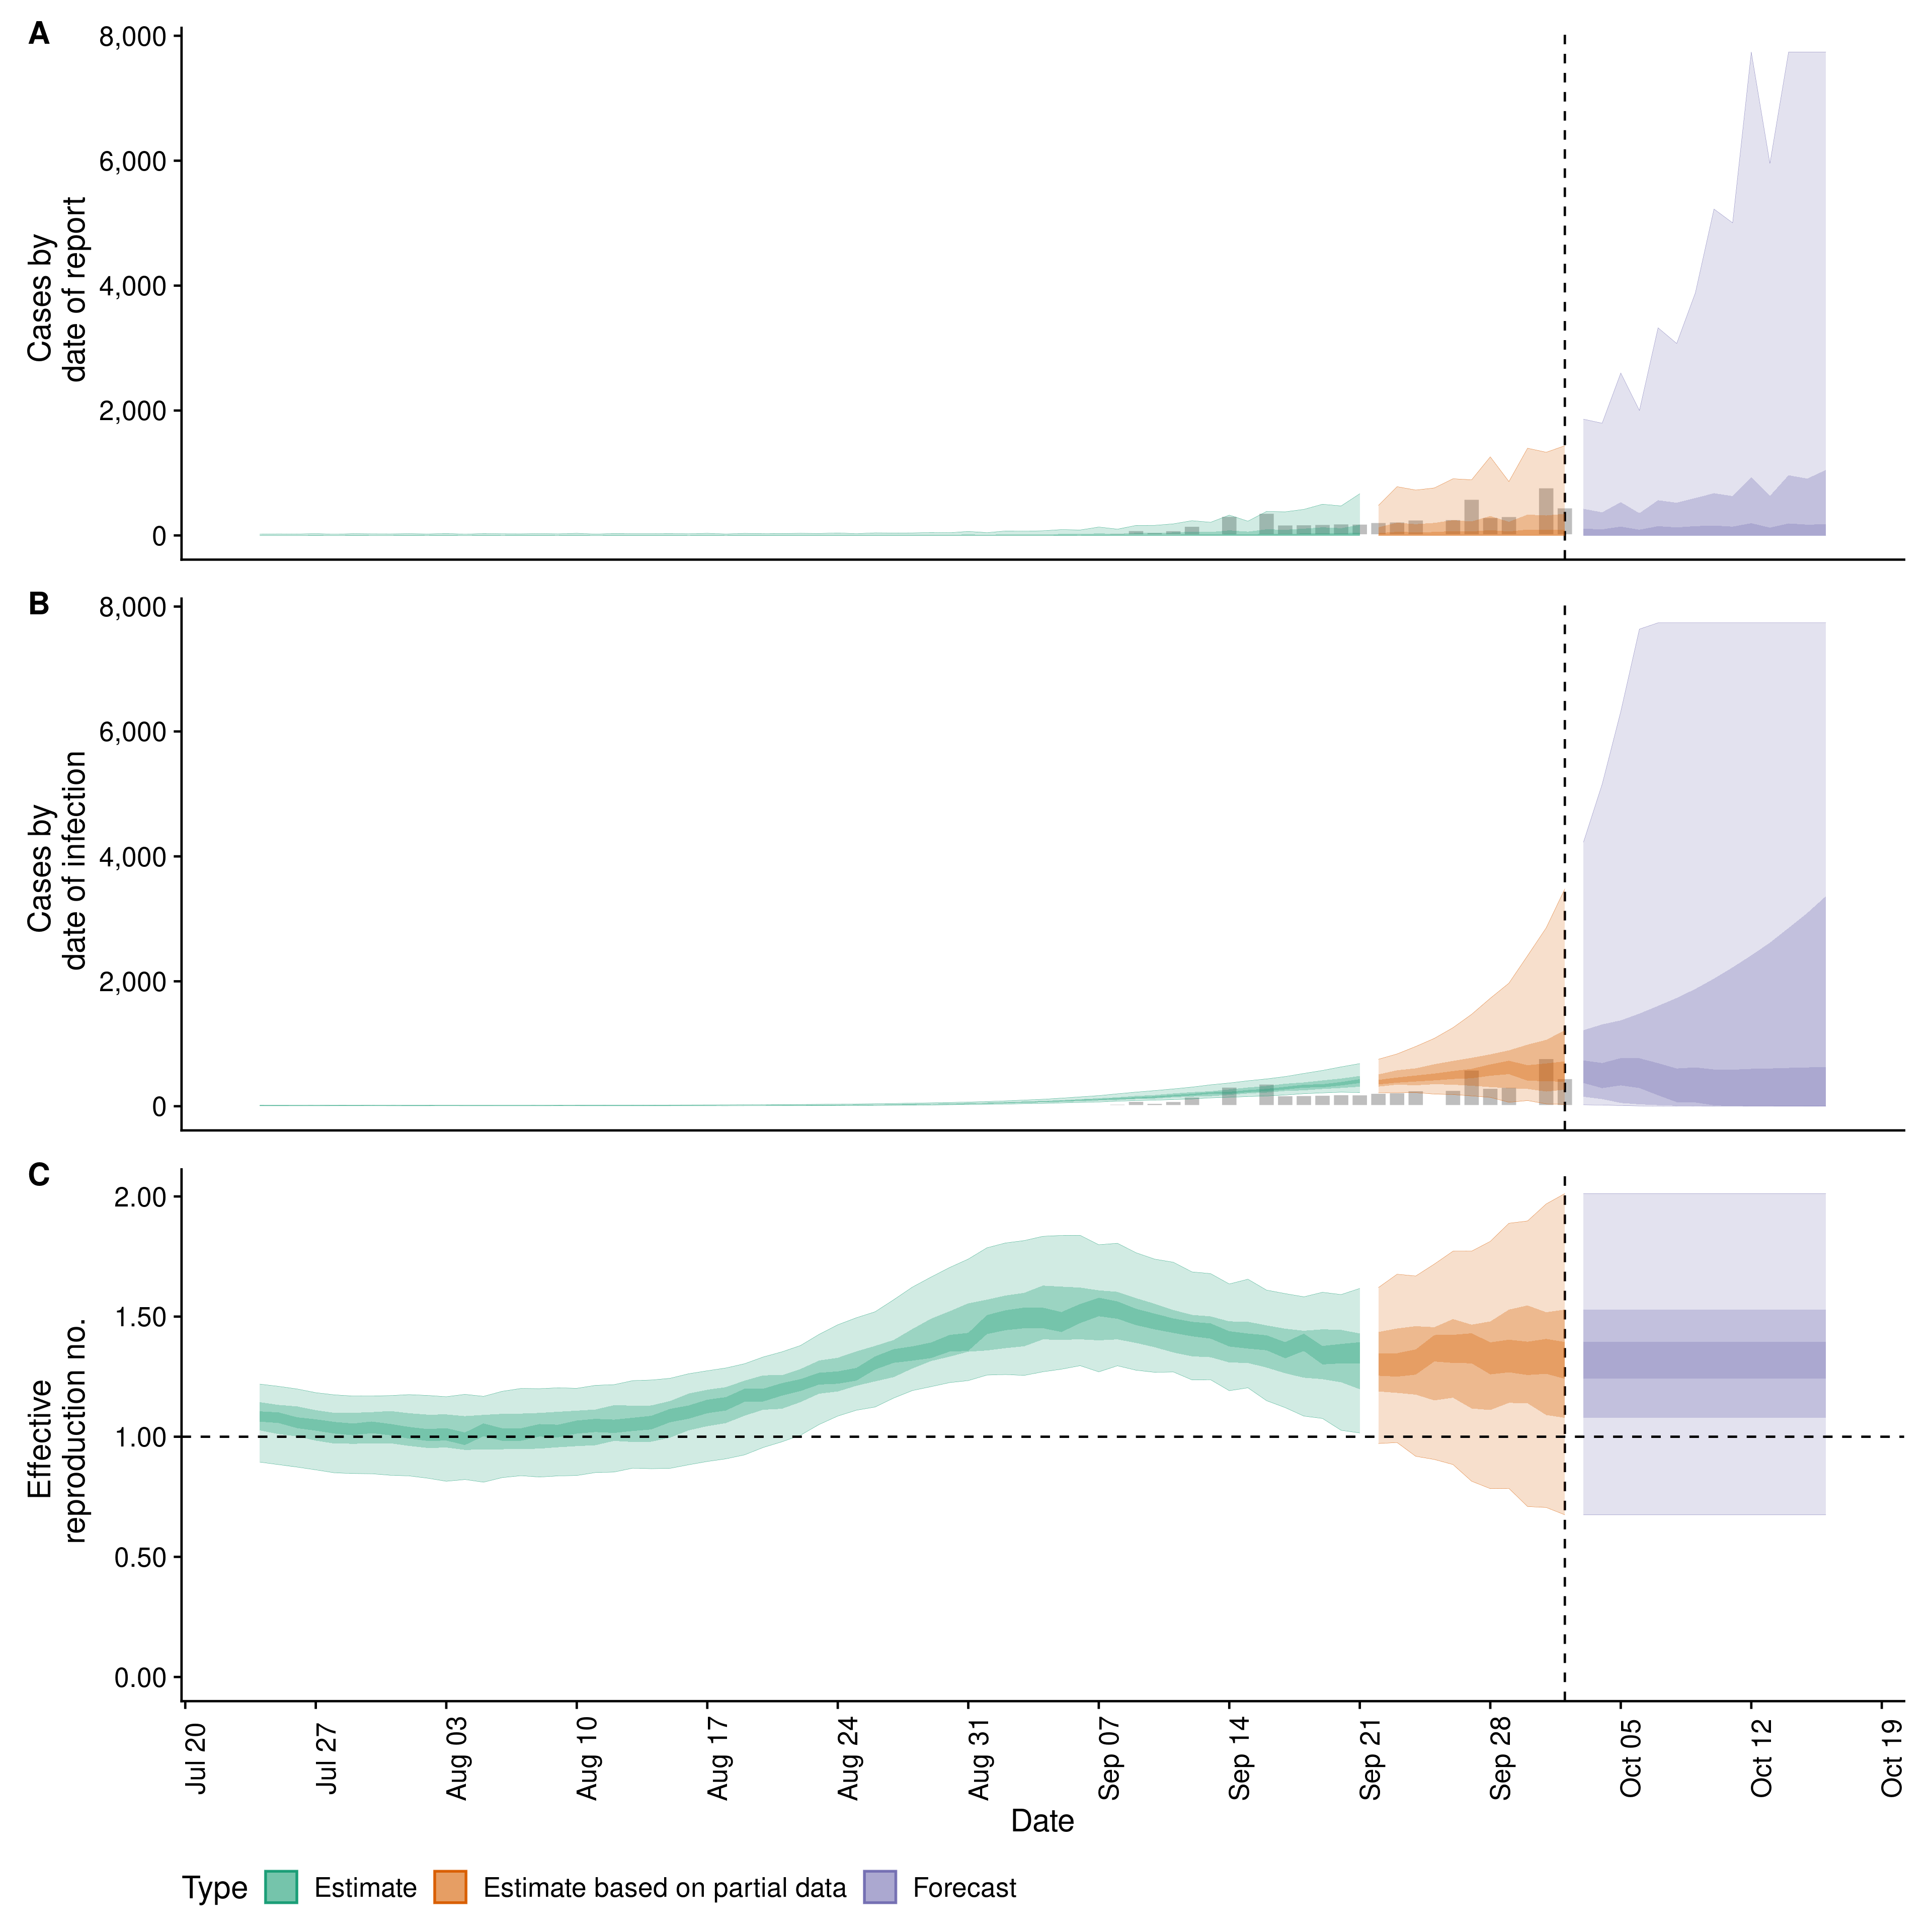 A
8,000
6,000
4,000
2,000
0
Cases by
date of report
B
8,000
6,000
4,000
2,000
0
Cases by
date of infection
C
2.00
1.50
1.00
0.50
0.00
Effective
reproduction no.
Jul 20
Jul 27
Aug 03
Aug 10
Aug 17
Aug 24
Aug 31
Sep 07
Sep 14
Sep 21
Sep 28
Oct 05
Oct 12
Oct 19
Date
Type Estimate Estimate based on partial data Forecast